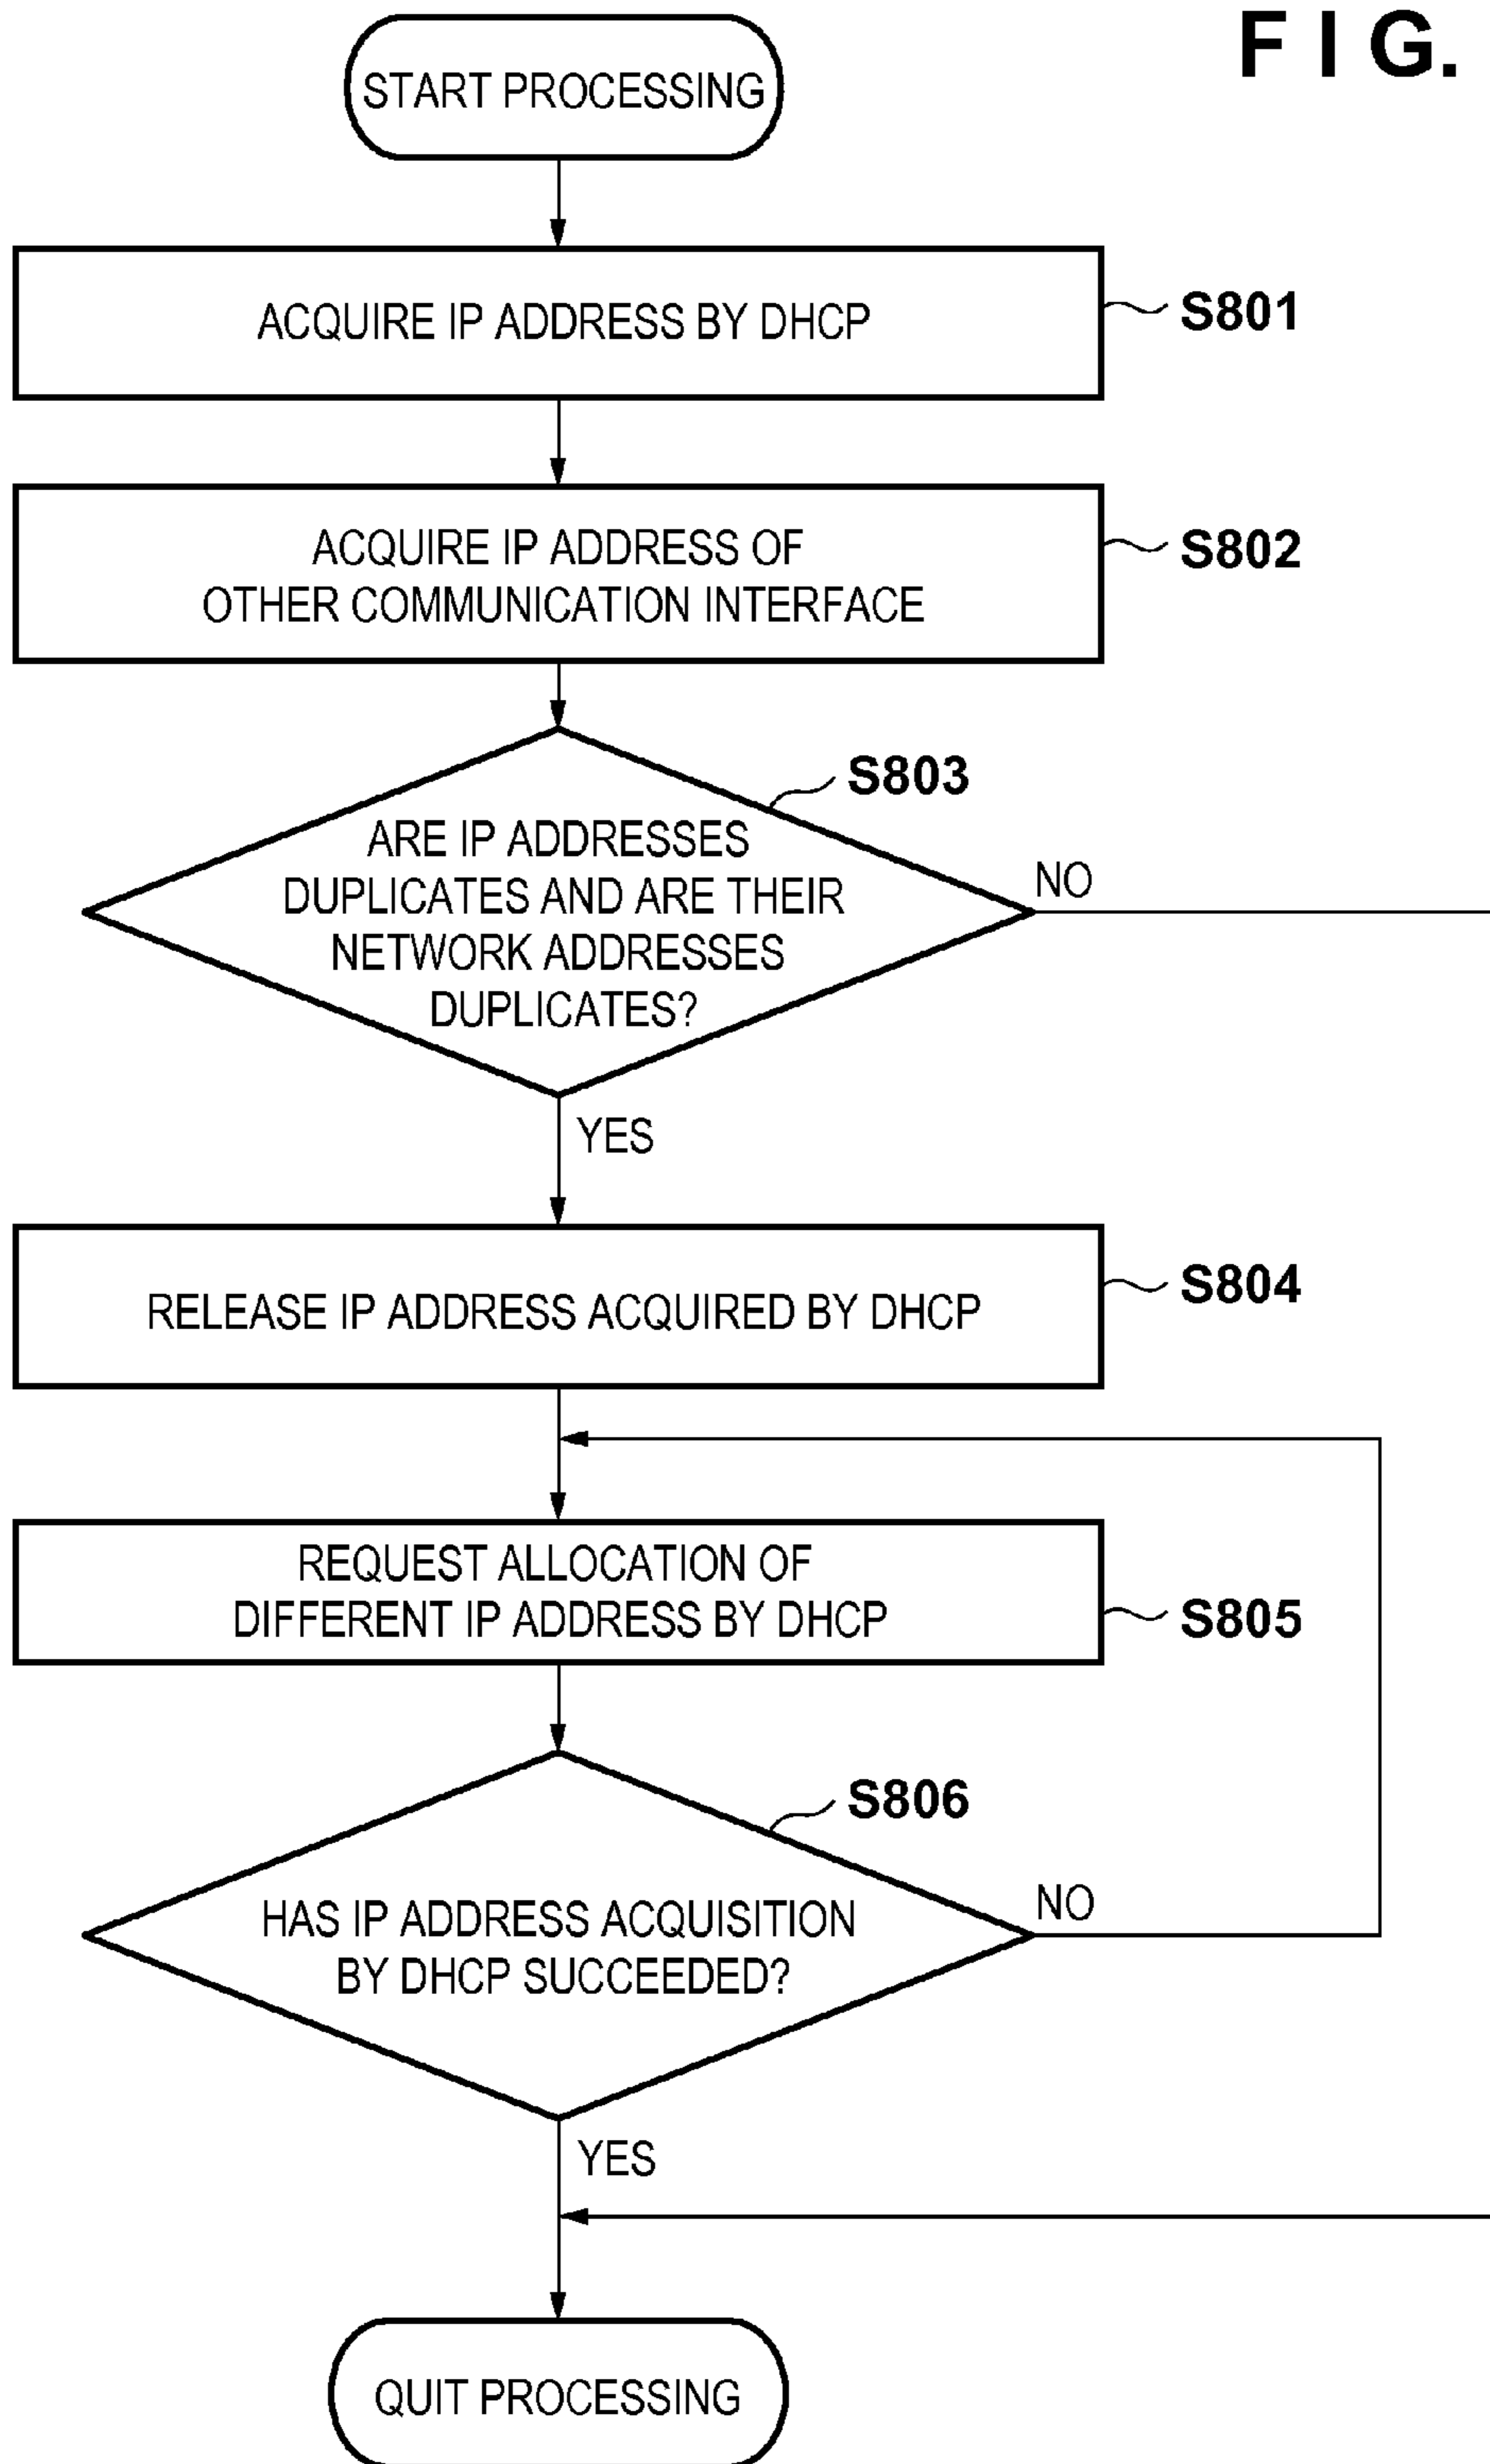 FIG.
START PROCESSING
ACQUIRE IP ADDRESS BY DHCP
S801
ACQUIRE IP ADDRESS OF
OTHER COMMUNICATION INTERFACE
S802
S803
ARE IP ADDRESSES
DUPLICATES AND ARE THEIR
NETWORK ADDRESSES
DUPLICATES?
NO
YES
RELEASE IP ADDRESS ACQUIRED BY DHCP
S804
REQUEST ALLOCATION OF
DIFFERENT IP ADDRESS BY DHCP
S805
S806
HAS IP ADDRESS ACQUISITION
BY DHCP SUCCEEDED?
NO
YES
QUIT PROCESSING